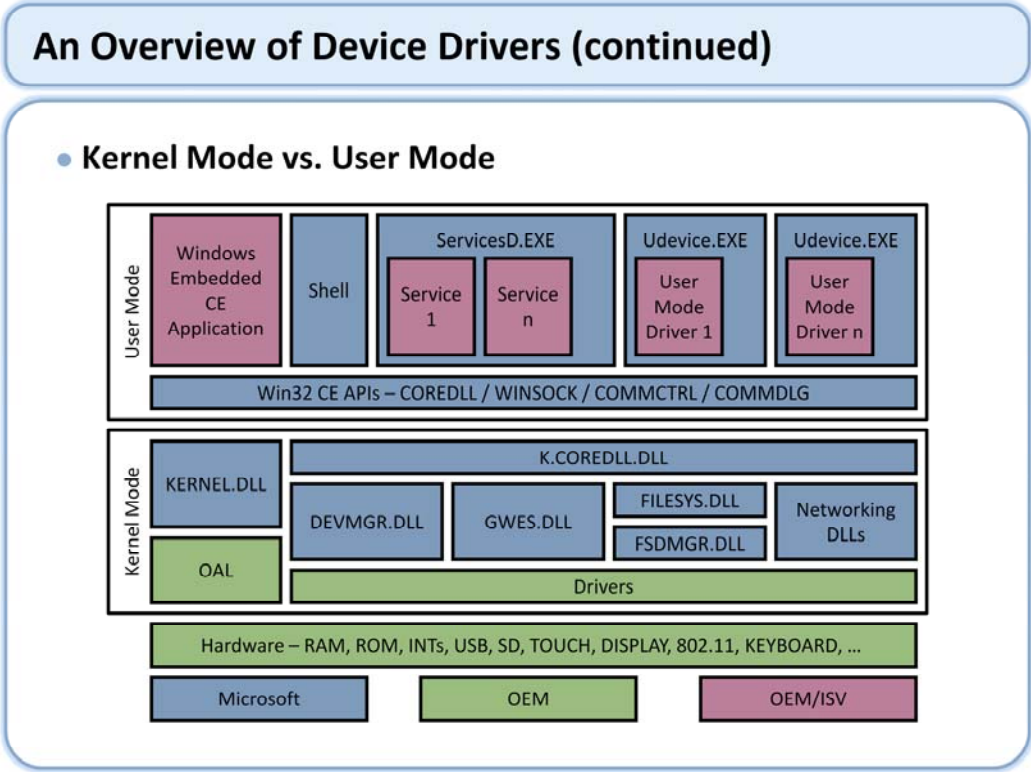 An Overview of Device Drivers (continued)
Kernel Mode vs. User Mode
User Mode
Windows
Embedded
CE
Application
Shell
ServicesD.EXE
Service
1
Service
n
Udevice.EXE
User
Mode
Driver 1
Udevice.EXE
User
Mode
Driver n
Win32 CE APIs – COREDLL / WINSOCK / COMMCTRL / COMMDLG
Kernel Mode
KERNEL.DLL
OAL
K.COREDLL.DLL
DEVMGR.DLL
GWES.DLL
FILESYS.DLL
FSDMGR.DLL
Networking
DLLs
Drivers
Hardware – RAM, ROM, INTs, USB, SD, TOUCH, DISPLAY, 802.11, KEYBOARD, ...
Microsoft
OEM
OEM/ISV